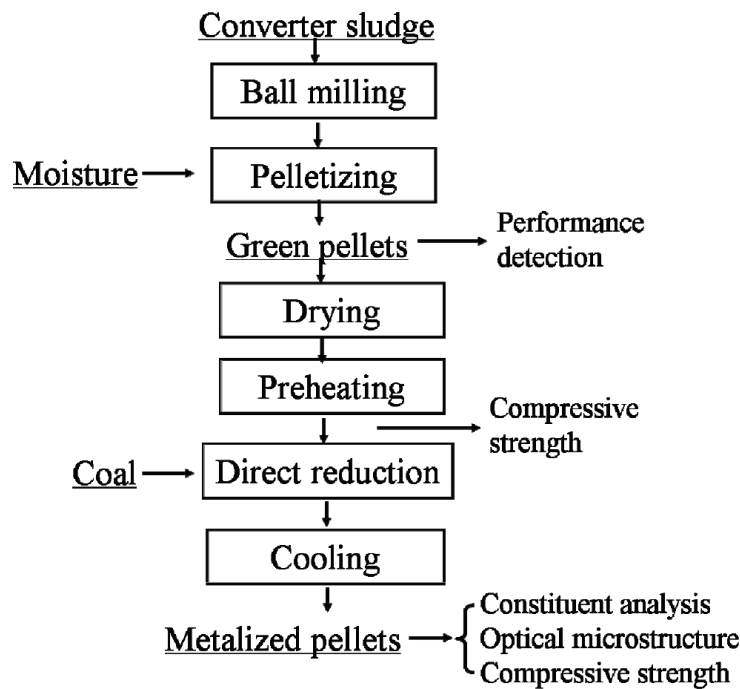 Converter sludge
Ball milling
Moisture
Pelletizing
Green pellets
Performance
detection
Drying
Preheating
Compressive
strength
Coal
Direct reduction
Cooling
Metalized pellets
Constituent analysis
Optical microstructure
Compressive strength